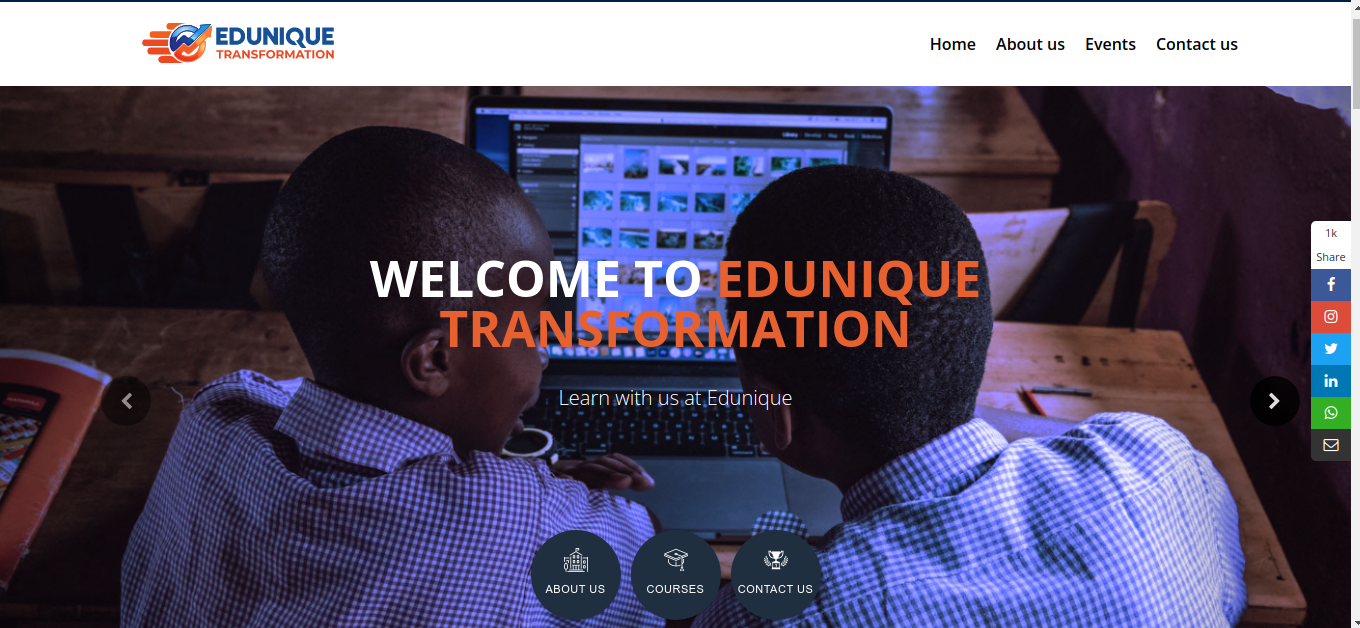 EDUNIQUE
TRANSFORMATION
Home About us Events Contact us
1k
Share
WELCOME TO EDUNIQUE
TRANSFORMATION
Learn with us at Edunique
ABOUT US
COURSES
CONTACT US